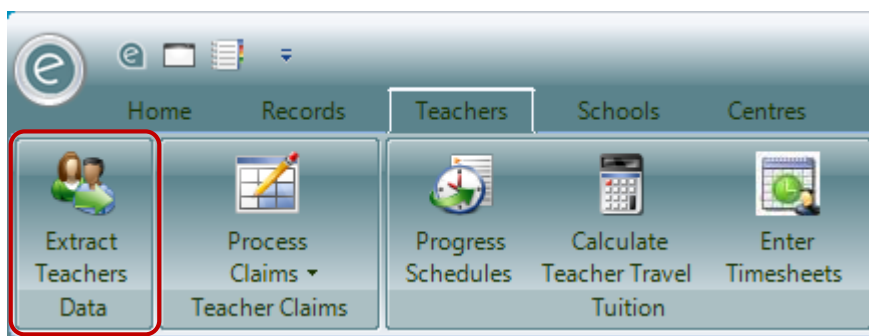 e
e
Home Records Teachers Schools Centres
Extract Process Progress Calculate Enter
Teachers Claims Schedules Teacher Travel Timesheets
Data Teacher Claims Tuition